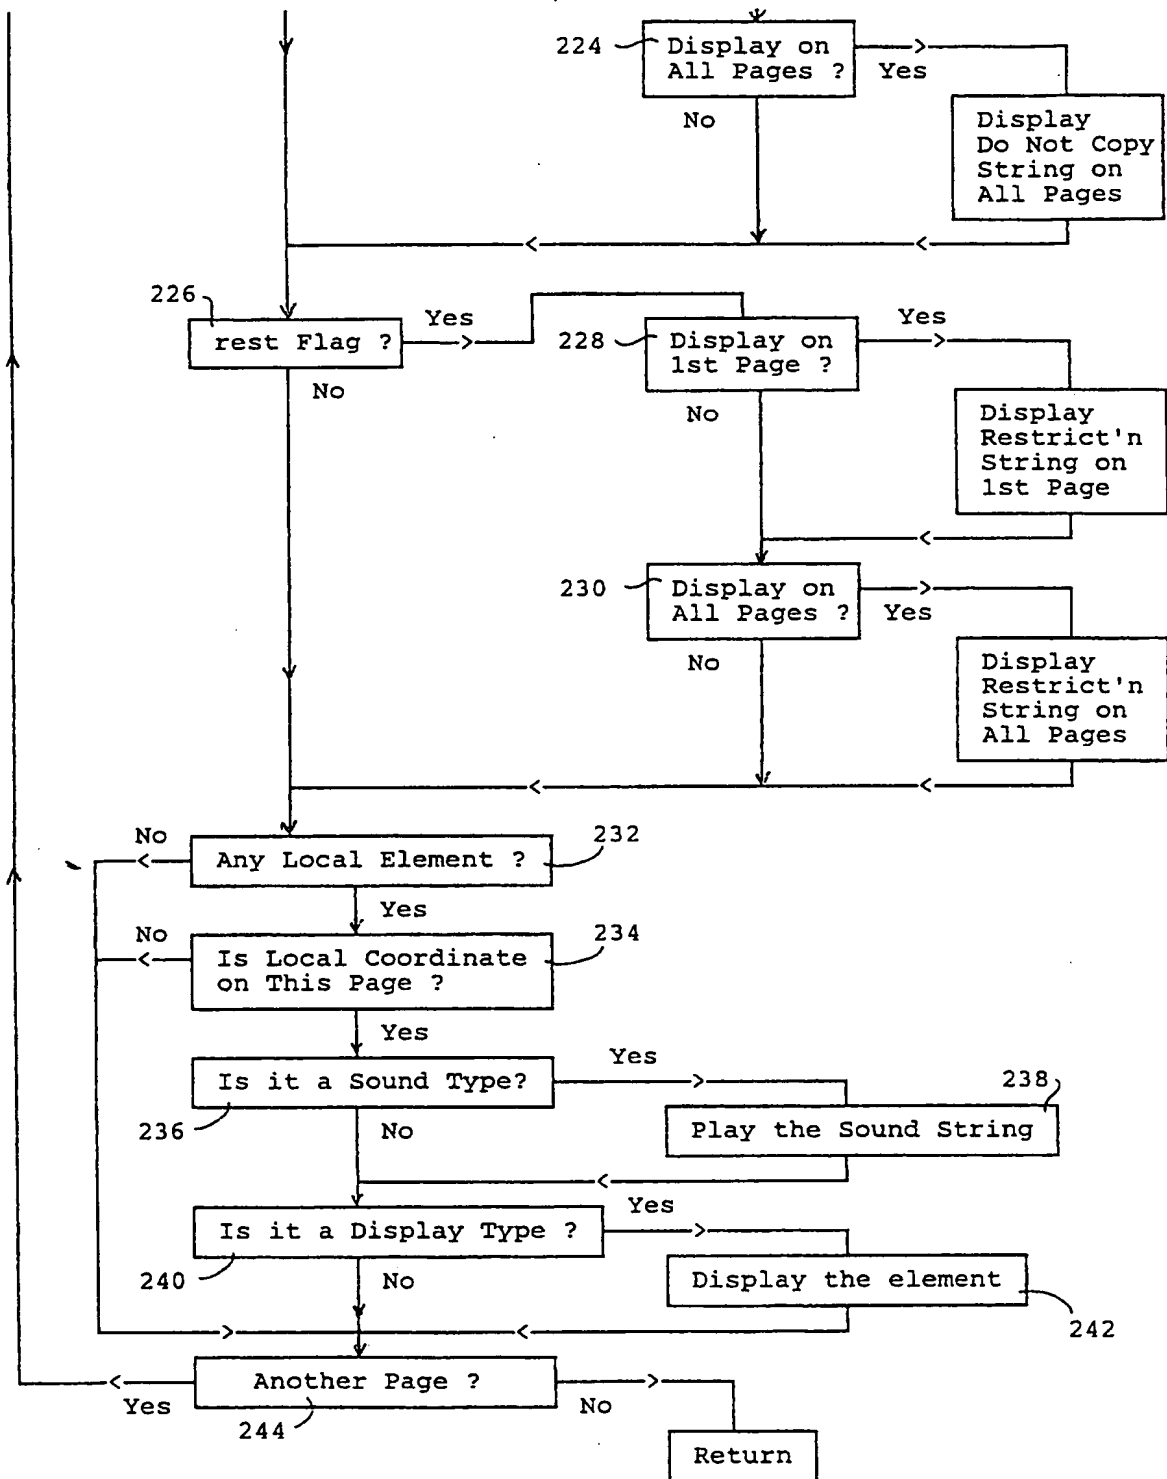 224
Display on
All Pages ?
Yes
No
Display
Do Not Copy
String on
All Pages
226
rest Flag ?
Yes
No
228
Display on
1st Page ?
Yes
No
Display
Restrict'n
String on
1st Page
230
Display on
All Pages ?
Yes
No
Display
Restrict'n
String on
All Pages
No
Any Local Element ?
232
Yes
No
Is Local Coordinate
on This Page ?
234
Yes
Is it a Sound Type?
Yes
236
No
238
Play the Sound String
Is it a Display Type ?
Yes
240
No
Display the element
242
Another Page ?
Yes
244
No
Return